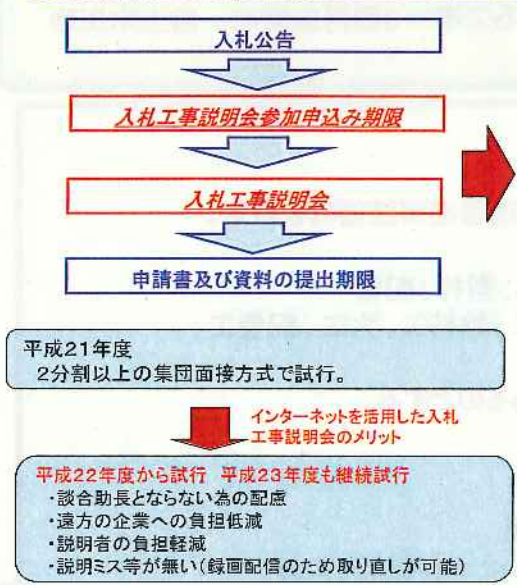 入札公告
入札工事説明会参加申込み期限
入札工事説明会
申請書及び資料の提出期限
平成21年度
2分割以上の集団面接方式で試行。
インターネットを活用した入札
工事説明会のメリット
平成22年度から試行 平成23年度も継続試行
・談合助長とならない為の配慮
・遠方の企業への負担低減
・説明者の負担軽減
・説明ミス等が無い(録画配信のため取り直しが可能)